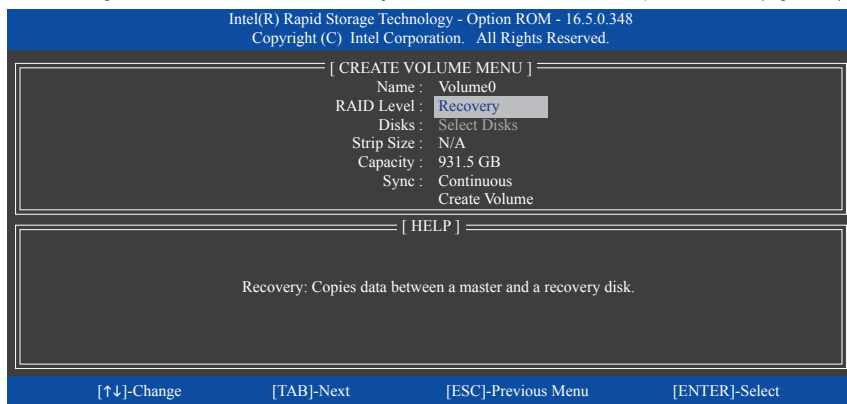 Intel(R) Rapid Storage Technology - Option ROM - 16.5.0.348
Copyright (C) Intel Corporation. All Rights Reserved.
[ CREATE VOLUME MENU ]
Name : Volume0
RAID Level : Recovery
Disks : Select Disks
Strip Size : N/A
Capacity : 931.5 GB
Sync : Continuous
Create Volume
[ HELP ]
Recovery: Copies data between a master and a recovery disk.
[↑↓]-Change [TAB]-Next [ESC]-Previous Menu [ENTER]-Select